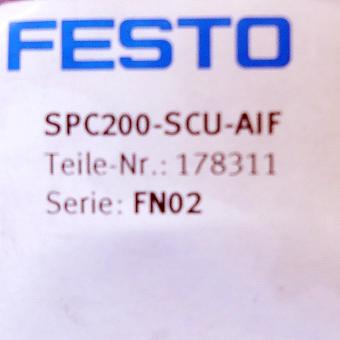 FESTO
SPC200-SCU-AIF
Teile-Nr.: 178311
Serie: FN02